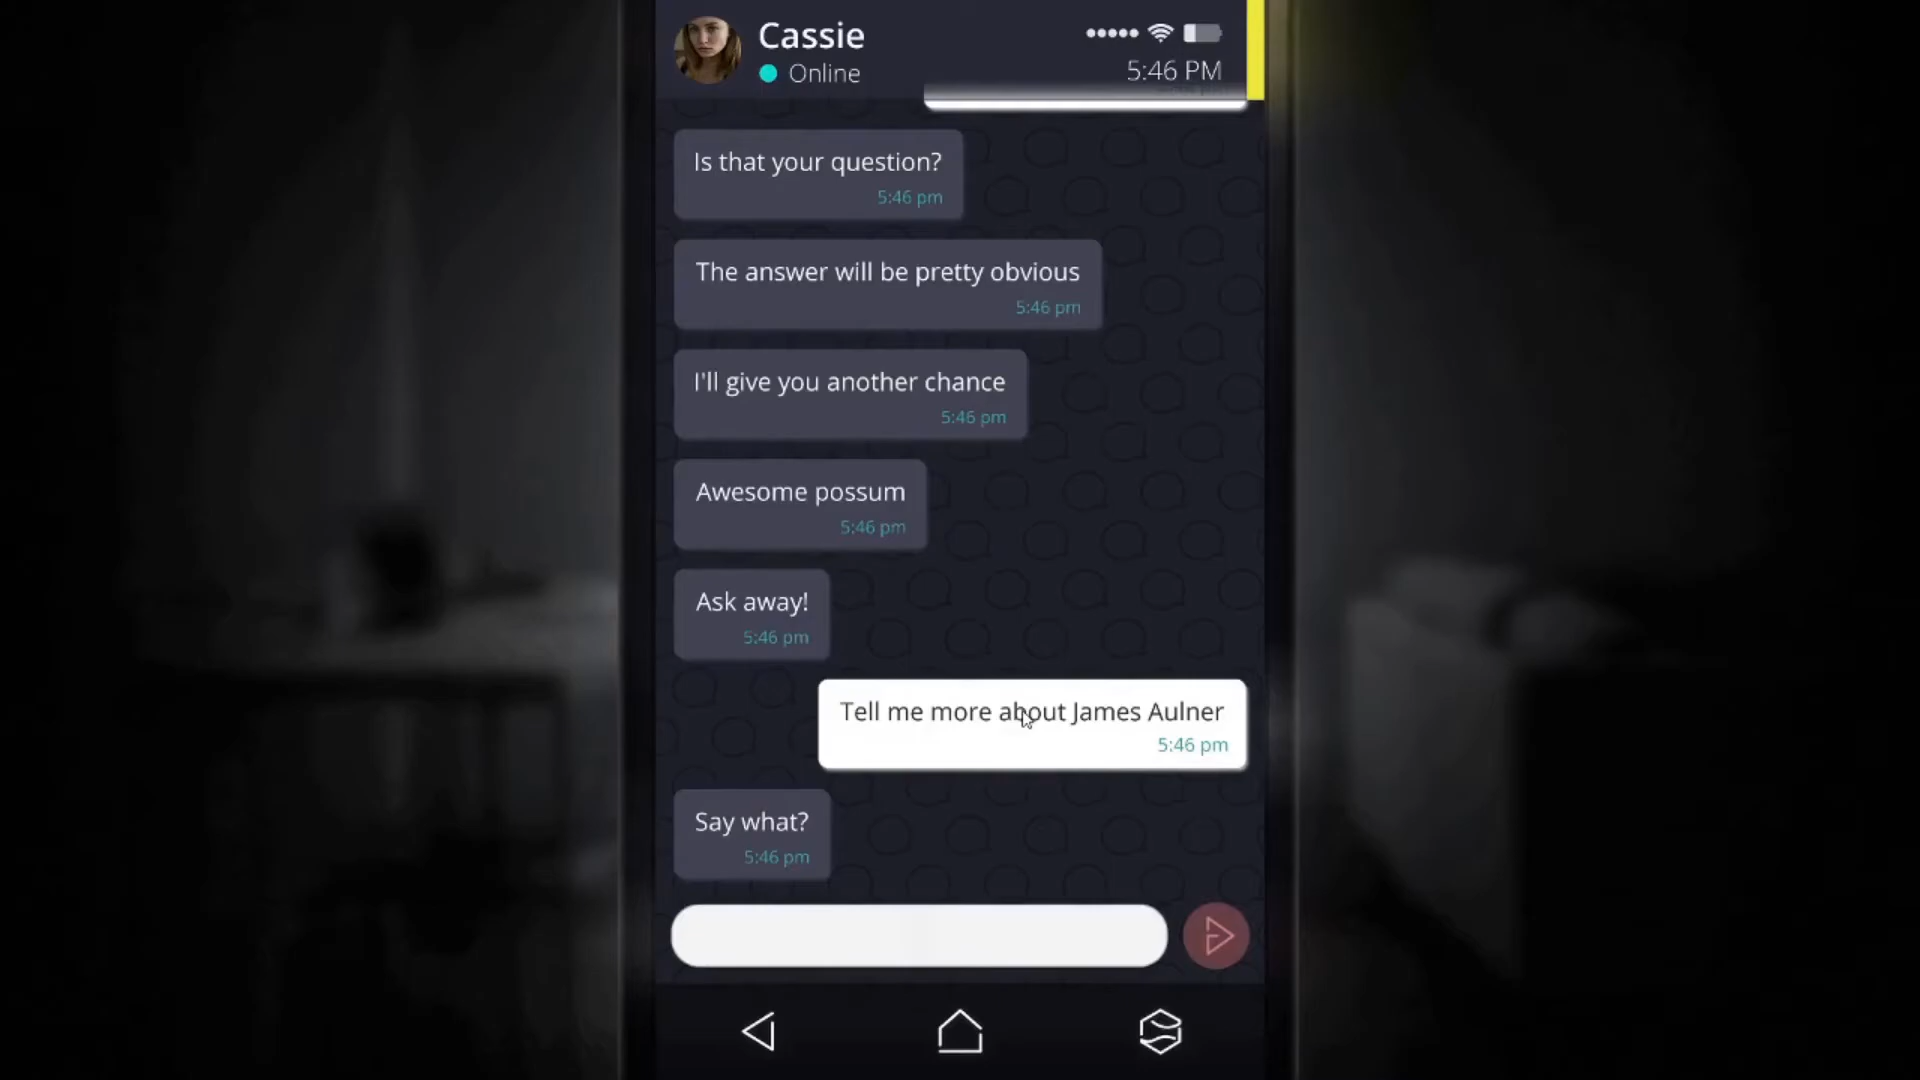 Cassie
Online
5:46 PM
Is that your question?
5:46 pm
The answer will be pretty obvious
5:46 pm
I'll give you another chance
5:46 pm
Awesome possum
5:46 pm
Ask away!
5:46 pm
Tell me more about James Aulner
5:46 pm
Say what?
5:46 pm